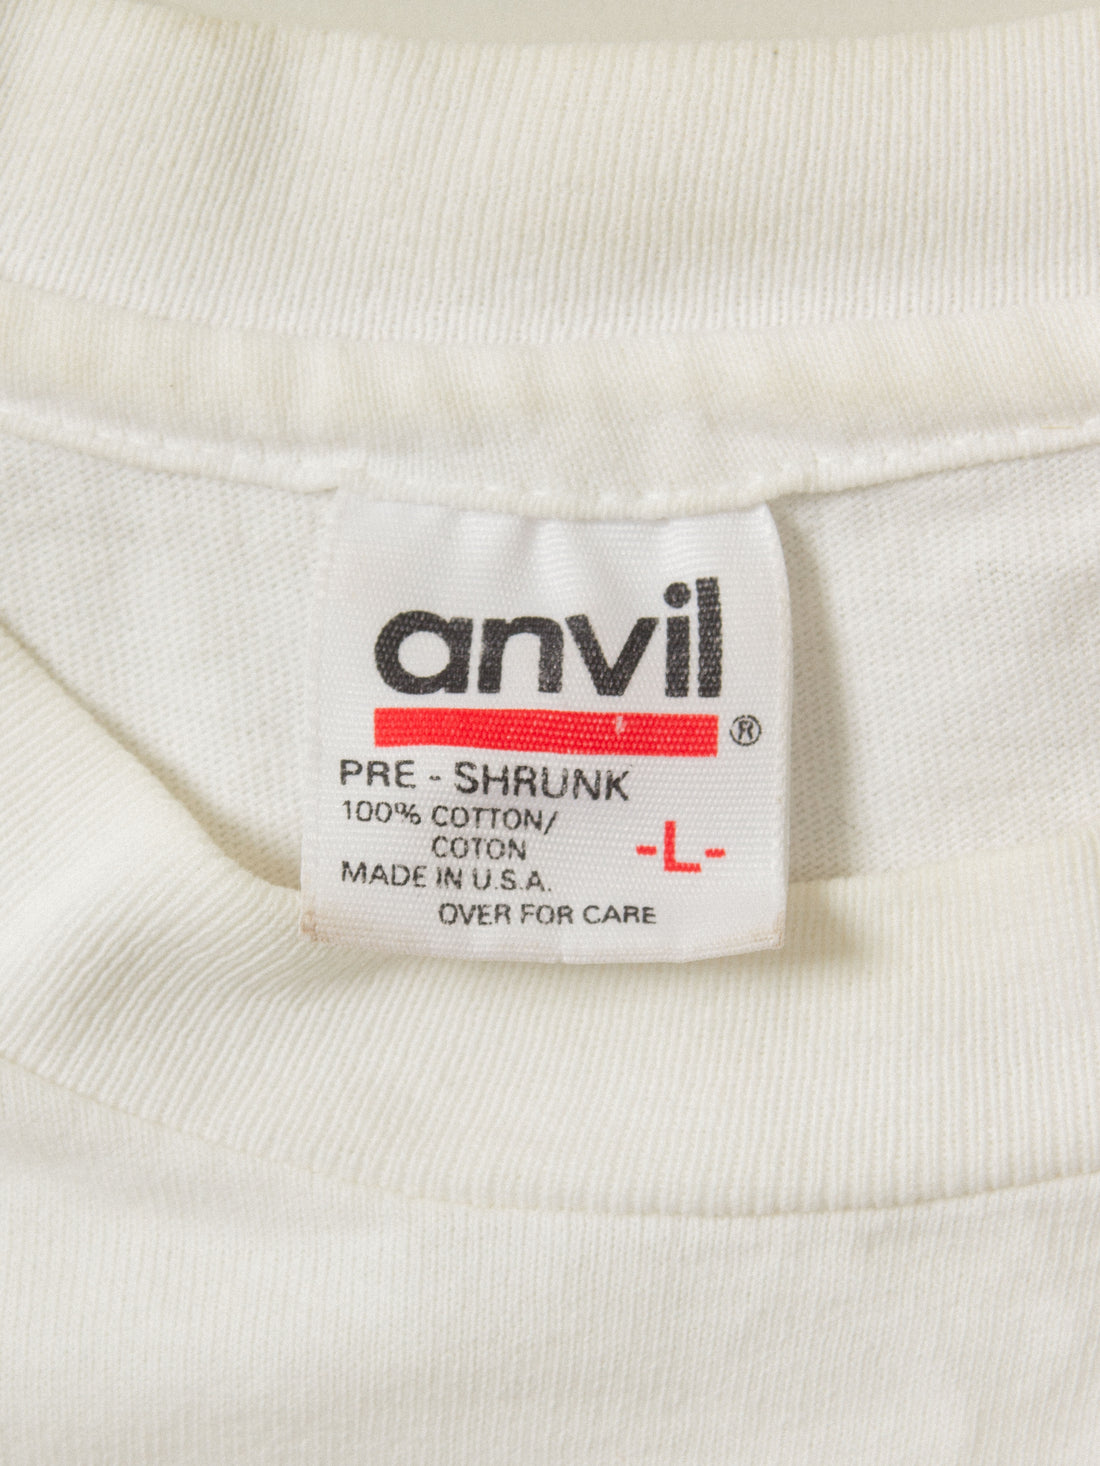 anvil
®
PRE - SHRUNK
100% COTTON/
COTON
-L-
MADE IN U.S.A.
OVER FOR CARE